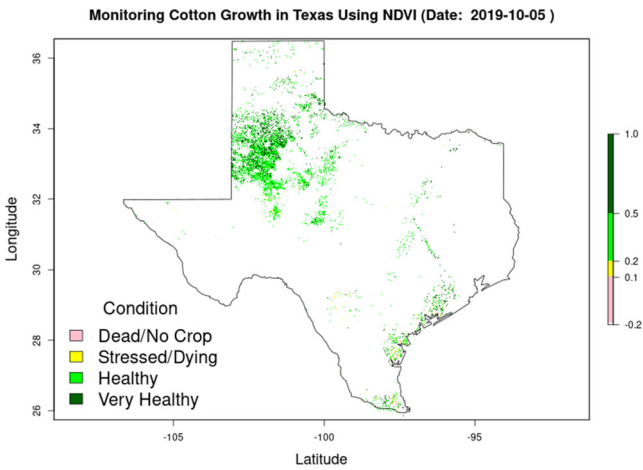 Monitoring Cotton Growth in Texas Using NDVI (Date:  2019-10-05 )
36
34
32
30
28
26
Longitude
-105
-100
-95
Latitude
Condition
Dead/No Crop
Stressed/Dying
Healthy
Very Healthy
1.0
0.5
0.2
0.1
-0.2